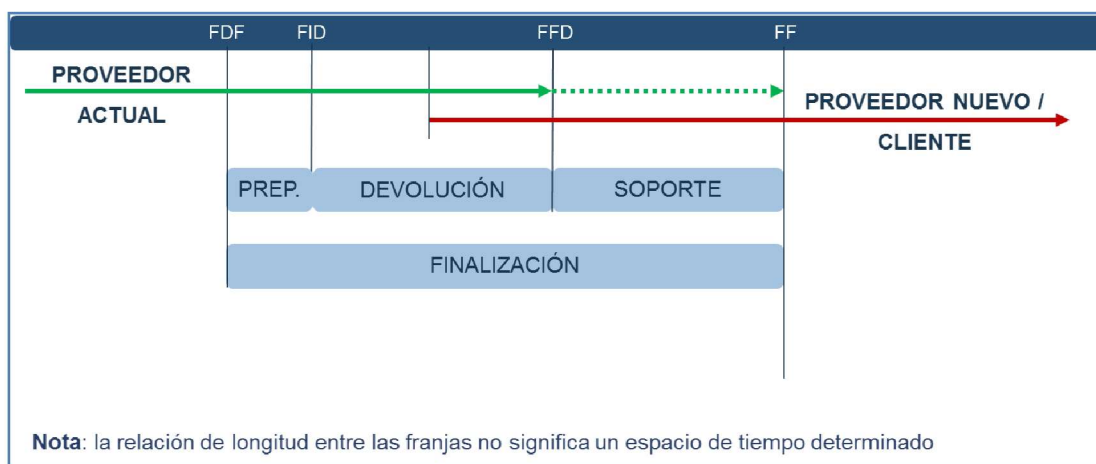 FDF FID FFD FF
PROVEEDOR
ACTUAL
PROVEEDOR NUEVO /
CLIENTE
PREP. DEVOLUCIÓN SOPORTE
FINALIZACIÓN
Nota: la relación de longitud entre las franjas no significa un espacio de tiempo determinado